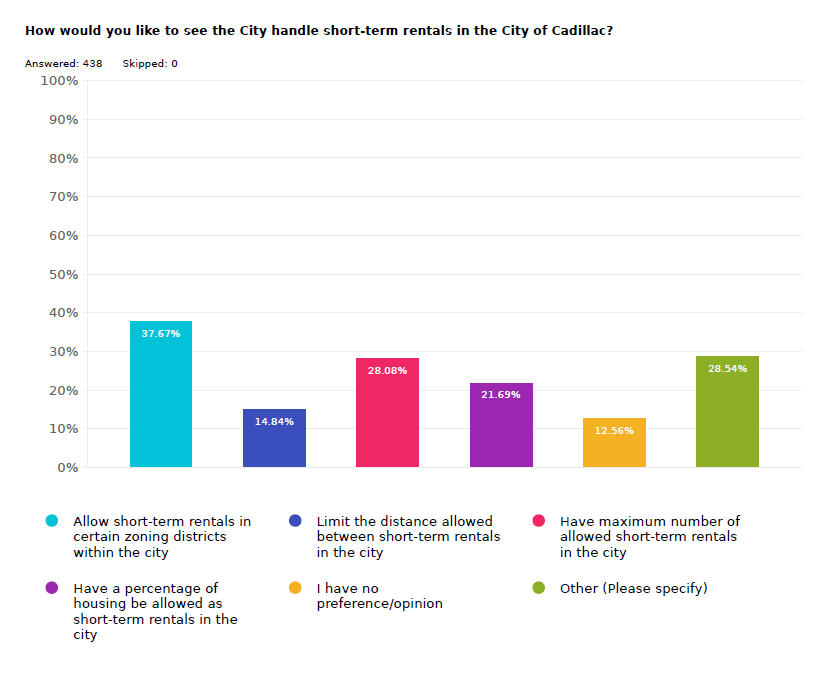 How would you like to see the City handle short-term rentals in the City of Cadillac?
Answered: 438 Skipped: 0
100%
90%
80%
70%
60%
50%
40%
30%
20%
10%
0%
37.67%
14.84%
28.08%
21.69%
12.56%
28.54%
Allow short-term rentals in
certain zoning districts
within the city
Limit the distance allowed
between short-term rentals
in the city
Have maximum number of
allowed short-term rentals
in the city
Have a percentage of
housing be allowed as
short-term rentals in the
city
I have no
preference/opinion
Other (Please specify)